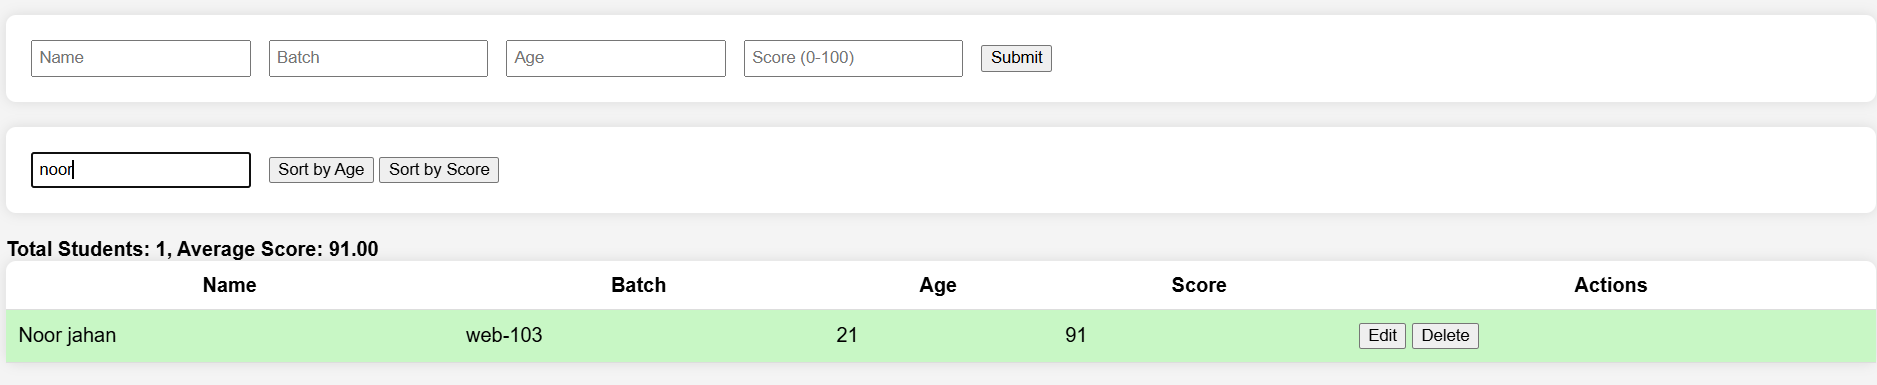 Name Batch Age Score (0-100) Submit
noor Sort by Age Sort by Score
Total Students: 1, Average Score: 91.00
Name Batch Age Score Actions
Noor jahan web-103 21 91 Edit Delete